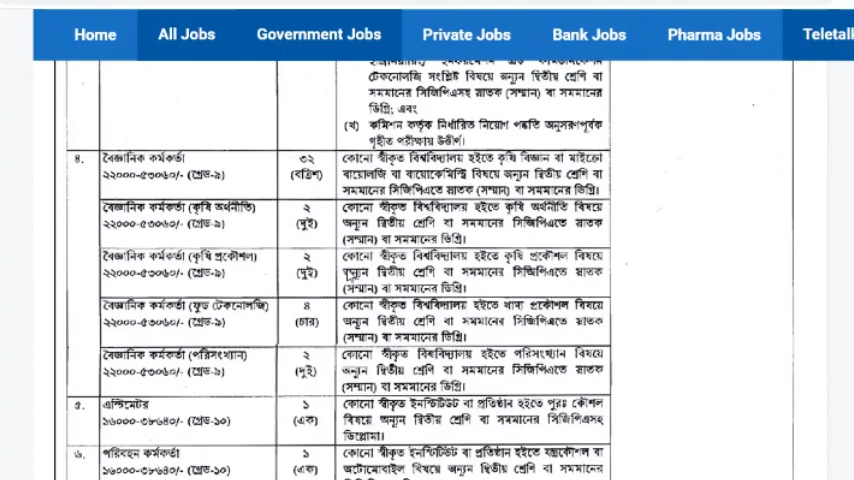 Home All Jobs Government Jobs Private Jobs Bank Jobs Pharma Jobs Teletalk
টেকনোলজি সংশ্লিষ্ট বিষয়ে অন্যূন দ্বিতীয় শ্রেণি বা
সমমানের সিজিপিএসহ স্নাতক (সম্মান) বা সমমানের
ডিগ্রি; এবং
(খ) কমিশন কর্তৃক নির্ধারিত নিয়োগ পদ্ধতি অনুসরণপূর্বক
গৃহীত পরীক্ষায় উত্তীর্ণ।
৪. বৈজ্ঞানিক কর্মকর্তা ৩২ কোনো স্বীকৃত বিশ্ববিদ্যালয় হইতে কৃষি বিজ্ঞান বা মাইক্রো
২২০০০-৫৩০৬০/- (গ্রেড-৯) (বত্রিশ) বায়োলজি বা বায়োকেমিস্ট্রি বিষয়ে অন্যূন দ্বিতীয় শ্রেণি বা
সমমানের সিজিপিএতে স্নাতক (সম্মান) বা সমমানের ডিগ্রি।
বৈজ্ঞানিক কর্মকর্তা (কৃষি অর্থনীতি) ২ কোনো স্বীকৃত বিশ্ববিদ্যালয় হইতে কৃষি অর্থনীতি বিষয়ে
২২০০০-৫৩০৬০/- (গ্রেড-৯) (দুই) অন্যূন দ্বিতীয় শ্রেণি বা সমমানের সিজিপিএতে স্নাতক
(সম্মান) বা সমমানের ডিগ্রি।
বৈজ্ঞানিক কর্মকর্তা (কৃষি প্রকৌশল) ২ কোনো স্বীকৃত বিশ্ববিদ্যালয় হইতে কৃষি প্রকৌশল বিষয়ে
২২০০০-৫৩০৬০/- (গ্রেড-৯) (দুই) অন্যূন দ্বিতীয় শ্রেণি বা সমমানের সিজিপিএতে স্নাতক
(সম্মান) বা সমমানের ডিগ্রি।
বৈজ্ঞানিক কর্মকর্তা (ফুড টেকনোলজি) ৪ কোনো স্বীকৃত বিশ্ববিদ্যালয় হইতে খাদ্য প্রকৌশল বিষয়ে
২২০০০-৫৩০৬০/- (গ্রেড-৯) (চার) অন্যূন দ্বিতীয় শ্রেণি বা সমমানের সিজিপিএতে স্নাতক
(সম্মান) বা সমমানের ডিগ্রি।
বৈজ্ঞানিক কর্মকর্তা (পরিসংখ্যান) ২ কোনো স্বীকৃত বিশ্ববিদ্যালয় হইতে পরিসংখ্যান বিষয়ে
২২০০০-৫৩০৬০/- (গ্রেড-৯) (দুই) অন্যূন দ্বিতীয় শ্রেণি বা সমমানের সিজিপিএতে স্নাতক
(সম্মান) বা সমমানের ডিগ্রি।
৫. এস্টিমেটর ১ কোনো স্বীকৃত ইনস্টিটিউট বা প্রতিষ্ঠান হইতে পুরঃ কৌশল
১৬০০০-৩৮৬৪০/- (গ্রেড-১০) (এক) বিষয়ে অন্যূন দ্বিতীয় শ্রেণি বা সমমানের সিজিপিএসহ
ডিপ্লোমা।
৬. পরিবহন কর্মকর্তা ১ কোনো স্বীকৃত ইনস্টিটিউট বা প্রতিষ্ঠান হইতে যন্ত্রকৌশল বা
১৬০০০-৩৮৬৪০/- (গ্রেড-১০) (এক) অটোমোবাইল বিষয়ে অন্যূন দ্বিতীয় শ্রেণি বা সমমানের